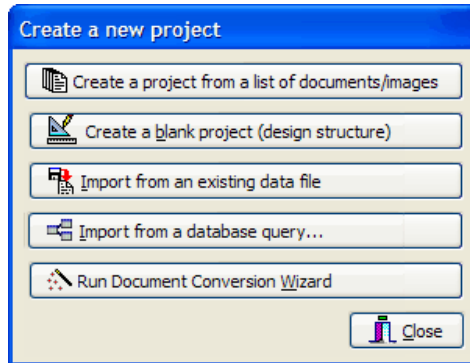 Create a new project
Create a project from a list of documents/images
Create a blank project (design structure)
Import from an existing data file
Import from a database query...
Run Document Conversion Wizard
Close